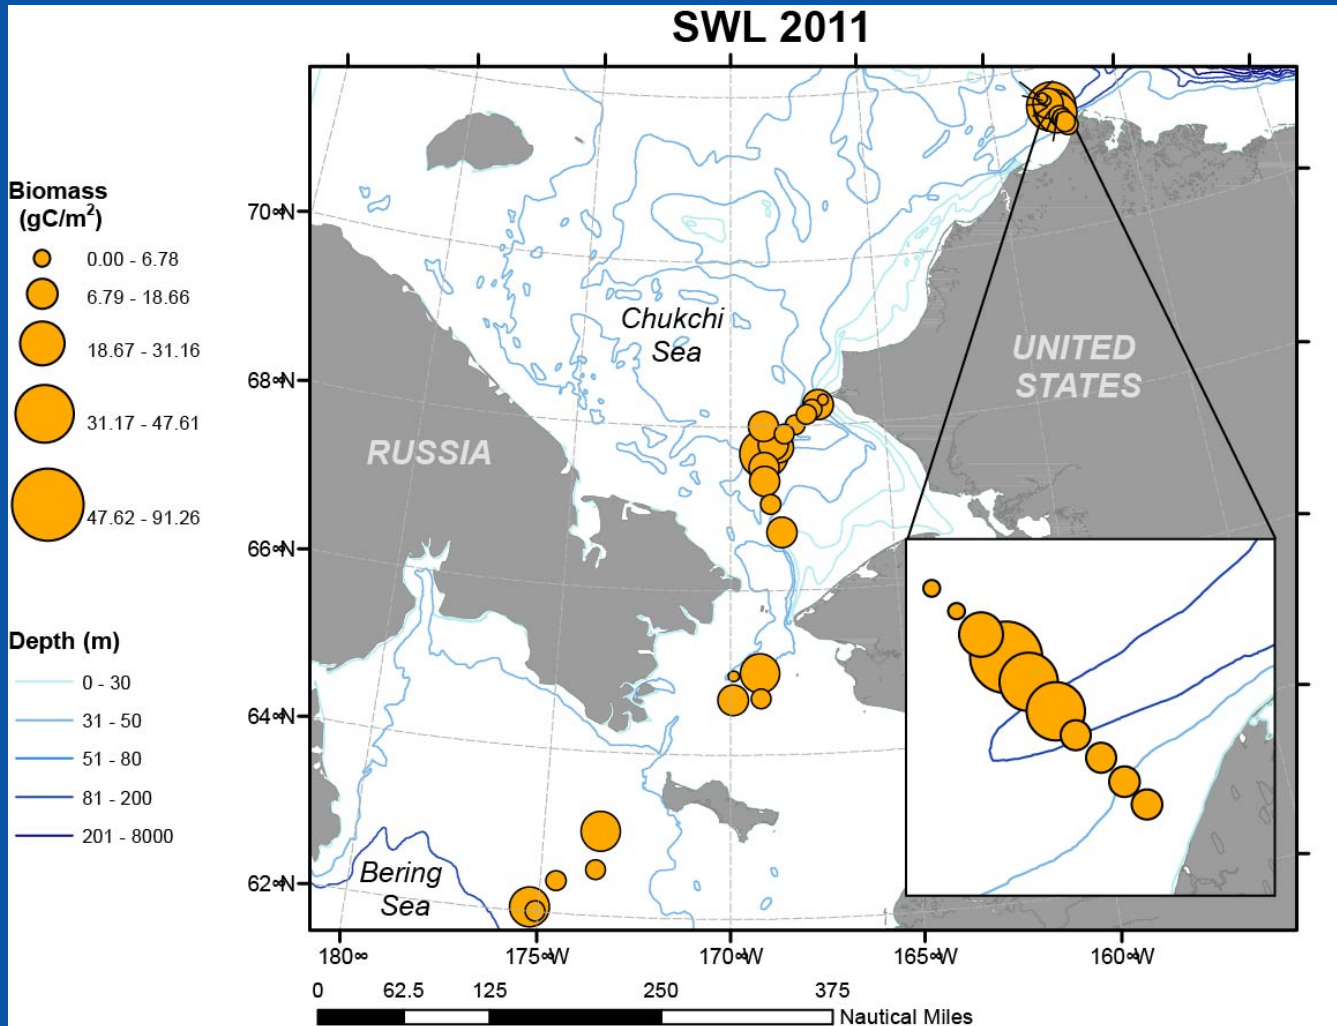 SWL 2011
Biomass
(gC/m²)
0.00 - 6.78
6.79 - 18.66
18.67 - 31.16
31.17 - 47.61
47.62 - 91.26
Depth (m)
0 - 30
31 - 50
51 - 80
81 - 200
201 - 8000
70°N
68°N
66°N
64°N
62°N
Chukchi
Sea
RUSSIA
UNITED
STATES
Bering
Sea
180°
175°W
170°W
165°W
160°W
0 62.5 125 250 375
Nautical Miles